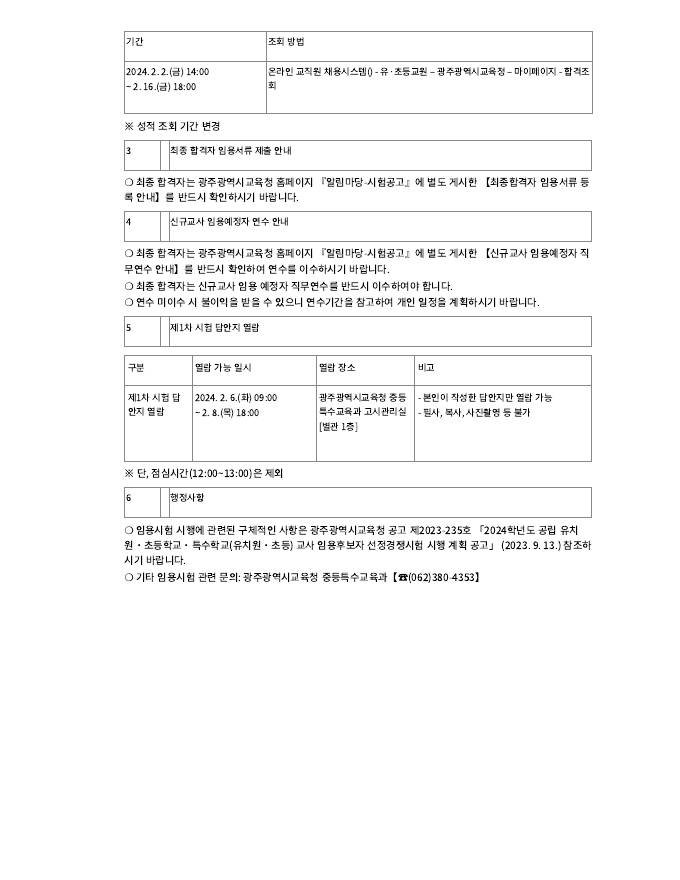 기간 조회 방법
2024. 2. 2.(금) 14:00
~ 2. 16.(금) 18:00
온라인 교직원 채용시스템() - 유·초등교원 – 광주광역시교육청 – 마이페이지 - 합격조
회
※ 성적 조회 기간 변경
3 최종 합격자 임용서류 제출 안내
❍ 최종 합격자는 광주광역시교육청 홈페이지 『알림마당-시험공고』에 별도 게시한 【최종합격자 임용서류 등
록 안내】를 반드시 확인하시기 바랍니다.
4 신규교사 임용예정자 연수 안내
❍ 최종 합격자는 광주광역시교육청 홈페이지 『알림마당-시험공고』에 별도 게시한 【신규교사 임용예정자 직
무연수 안내】를 반드시 확인하여 연수를 이수하시기 바랍니다.
❍ 최종 합격자는 신규교사 임용 예정자 직무연수를 반드시 이수하여야 합니다.
❍ 연수 미이수 시 불이익을 받을 수 있으니 연수기간을 참고하여 개인 일정을 계획하시기 바랍니다.
5 제1차 시험 답안지 열람
구분 열람 가능 일시 열람 장소 비고
제1차 시험 답
안지 열람
2024. 2. 6.(화) 09:00
~ 2. 8.(목) 18:00
광주광역시교육청 중등
특수교육과 고시관리실
[별관 1층]
- 본인이 작성한 답안지만 열람 가능
- 필사, 복사, 사진촬영 등 불가
※ 단, 점심시간(12:00~13:00)은 제외
6 행정사항
❍ 임용시험 시행에 관련된 구체적인 사항은 광주광역시교육청 공고 제2023-235호 「2024학년도 공립 유치
원・초등학교・특수학교(유치원・초등) 교사 임용후보자 선정경쟁시험 시행 계획 공고」 (2023. 9. 13.) 참조하
시기 바랍니다.
❍ 기타 임용시험 관련 문의: 광주광역시교육청 중등특수교육과【☎(062)380-4353】